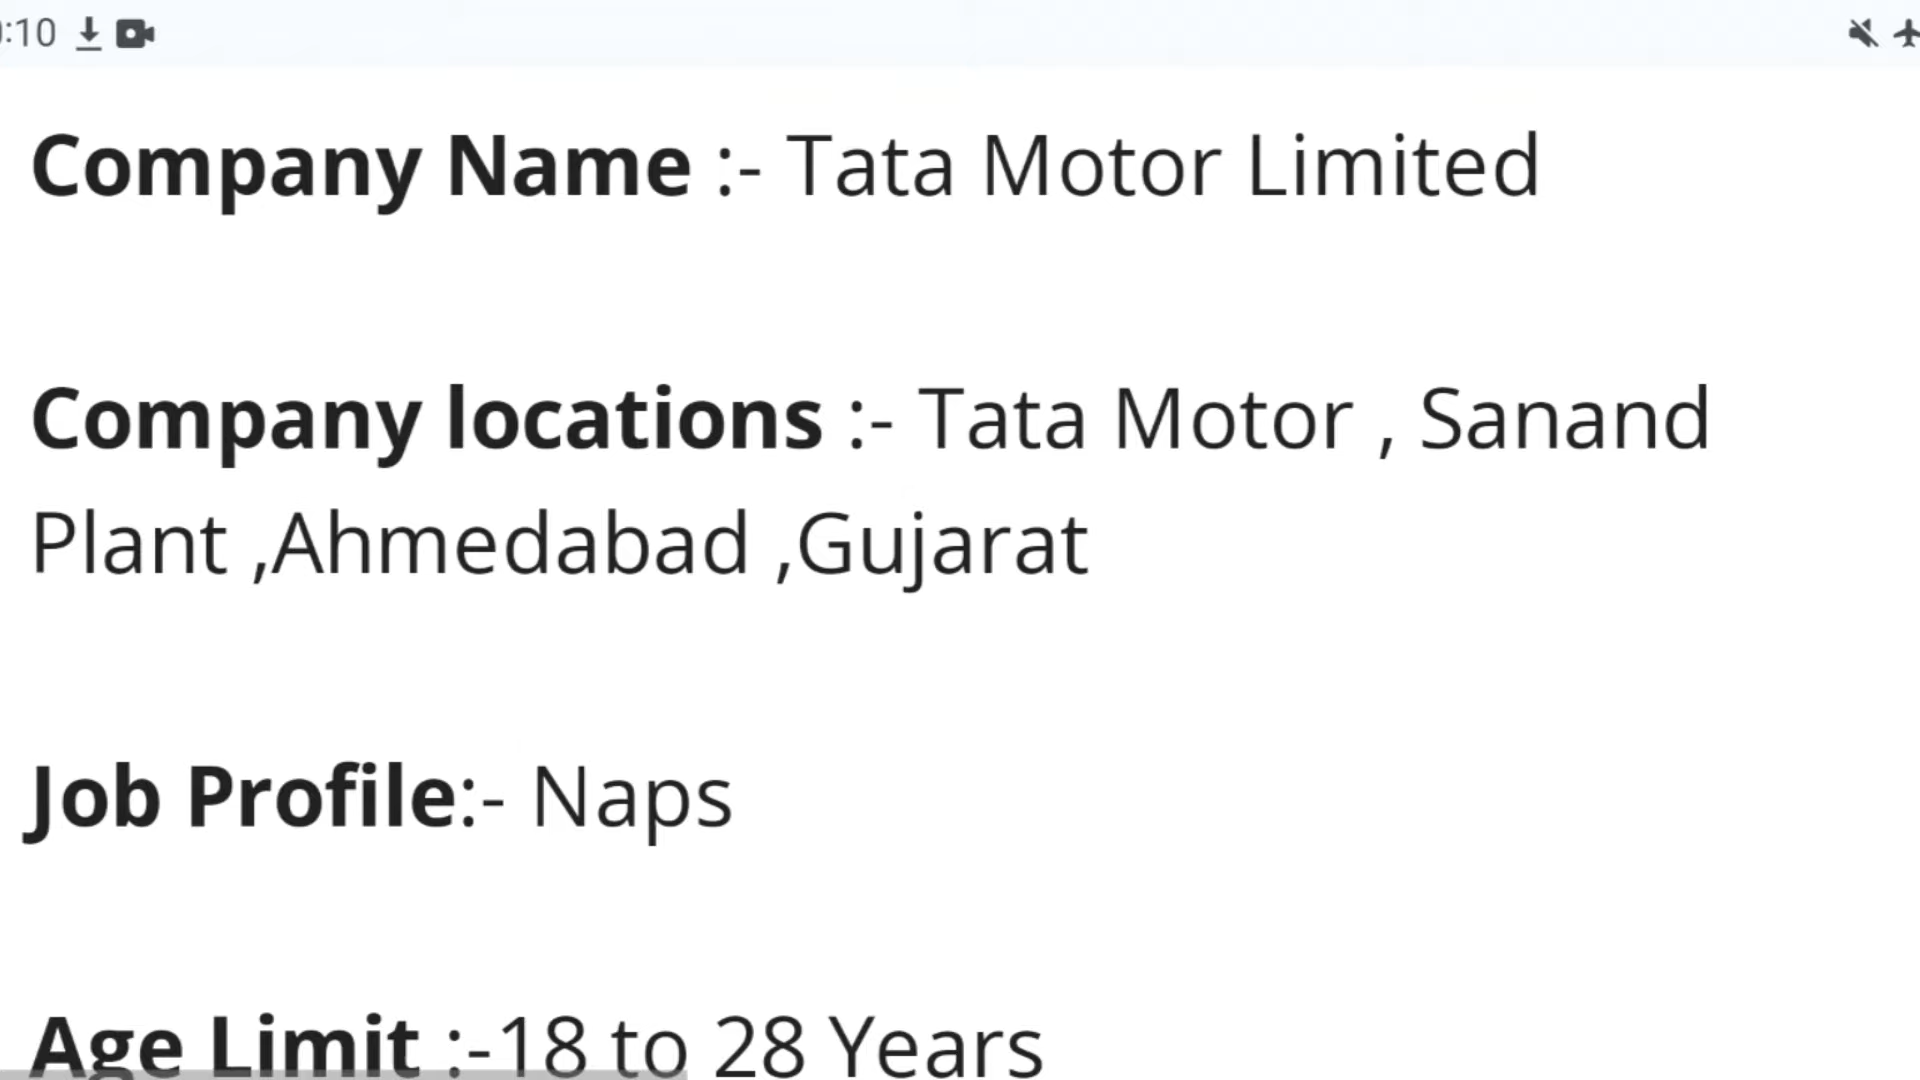 :10
Company Name :- Tata Motor Limited
Company locations :- Tata Motor , Sanand
Plant ,Ahmedabad ,Gujarat
Job Profile:- Naps
Age Limit :-18 to 28 Years